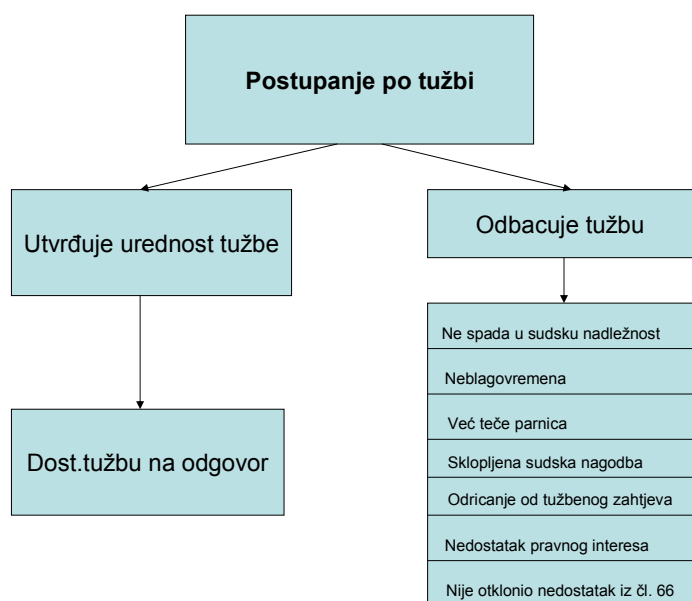 Postupanje po tužbi
Utvrđuje urednost tužbe
Odbacuje tužbu
Dost.tužbu na odgovor
Ne spada u sudsku nadležnost
Neblagovremena
Već teče parnica
Sklopljena sudska nagodba
Odricanje od tužbenog zahtjeva
Nedostatak pravnog interesa
Nije otklonio nedostatak iz čl. 66